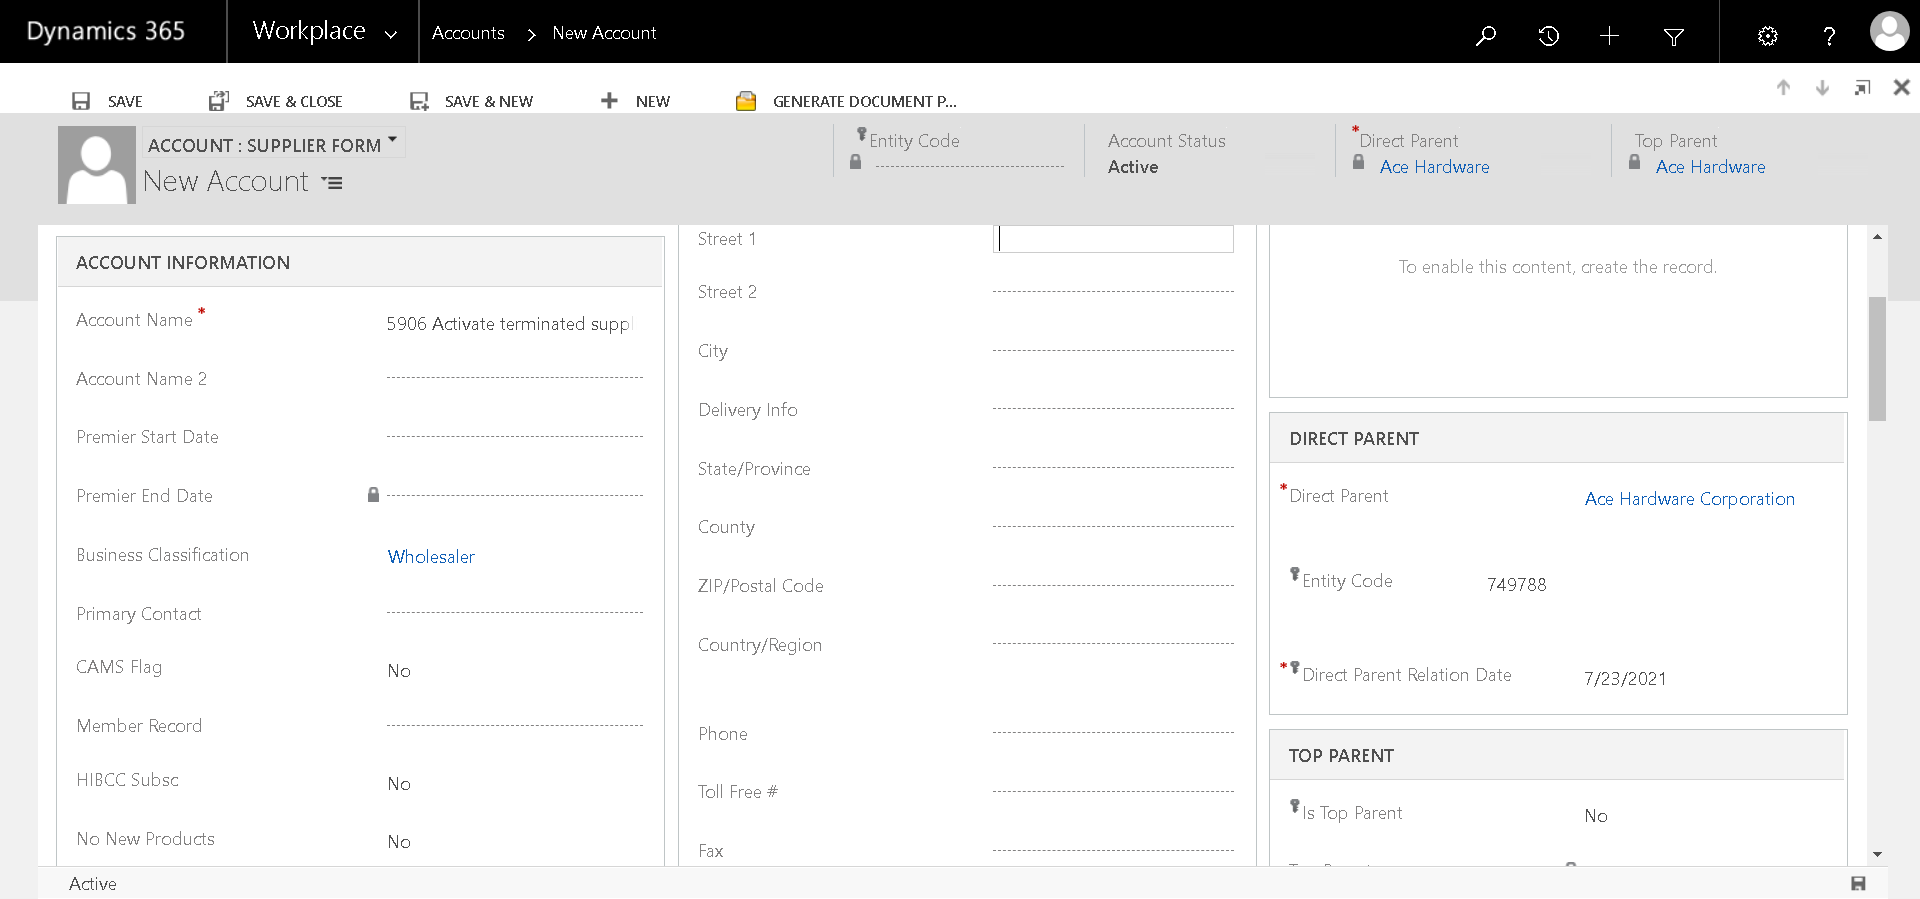 Dynamics 365
Workplace
Accounts
New Account
SAVE
SAVE & CLOSE
SAVE & NEW
NEW
GENERATE DOCUMENT P...
ACCOUNT : SUPPLIER FORM
New Account
Entity Code
Account Status
Active
*Direct Parent
Ace Hardware
Top Parent
Ace Hardware
ACCOUNT INFORMATION
Account Name *
5906 Activate terminated suppl
Account Name 2
Premier Start Date
Premier End Date
Business Classification
Wholesaler
Primary Contact
CAMS Flag
No
Member Record
HIBCC Subsc
No
No New Products
No
Street 1
Street 2
City
Delivery Info
State/Province
County
ZIP/Postal Code
Country/Region
Phone
Toll Free #
Fax
To enable this content, create the record.
DIRECT PARENT
*Direct Parent
Ace Hardware Corporation
Entity Code
749788
*Direct Parent Relation Date
7/23/2021
TOP PARENT
Is Top Parent
No
Active